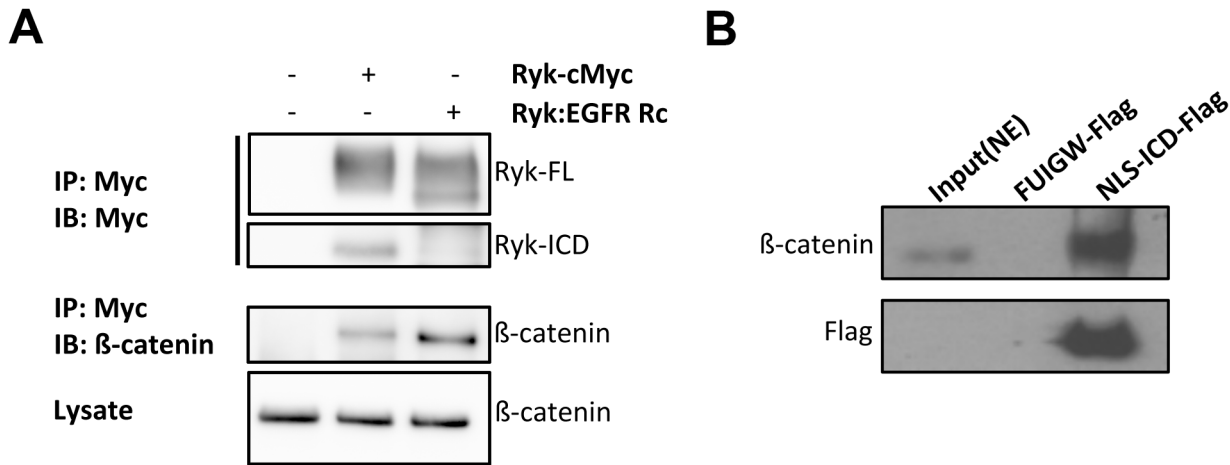 A
- + - Ryk-cMyc
- - + Ryk:EGFR Rc
IP: Myc
IB: Myc
Ryk-FL
Ryk-ICD
IP: Myc
IB: ß-catenin
ß-catenin
Lysate
ß-catenin
B
Input(NE)
FUIGW-Flag
NLS-ICD-Flag
ß-catenin
Flag